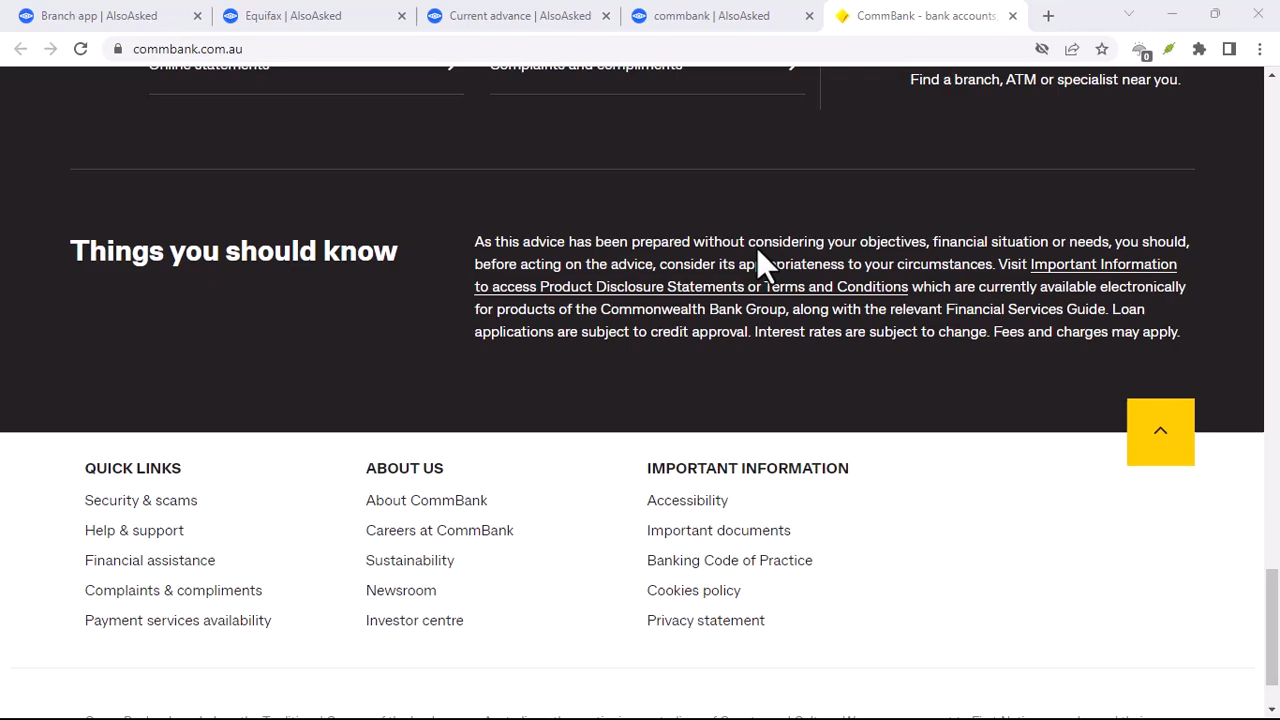 Branch app | AlsoAsked
Equifax | AlsoAsked
Current advance | AlsoAsked
commbank | AlsoAsked
CommBank - bank accounts,
commbank.com.au
0
Online statements
Complaints and compliments
Find a branch, ATM or specialist near you.
Things you should know
As this advice has been prepared without considering your objectives, financial situation or needs, you should,
before acting on the advice, consider its appropriateness to your circumstances. Visit Important Information
to access Product Disclosure Statements or Terms and Conditions which are currently available electronically
for products of the Commonwealth Bank Group, along with the relevant Financial Services Guide. Loan
applications are subject to credit approval. Interest rates are subject to change. Fees and charges may apply.
QUICK LINKS
Security & scams
Help & support
Financial assistance
Complaints & compliments
Payment services availability
ABOUT US
About CommBank
Careers at CommBank
Sustainability
Newsroom
Investor centre
IMPORTANT INFORMATION
Accessibility
Important documents
Banking Code of Practice
Cookies policy
Privacy statement